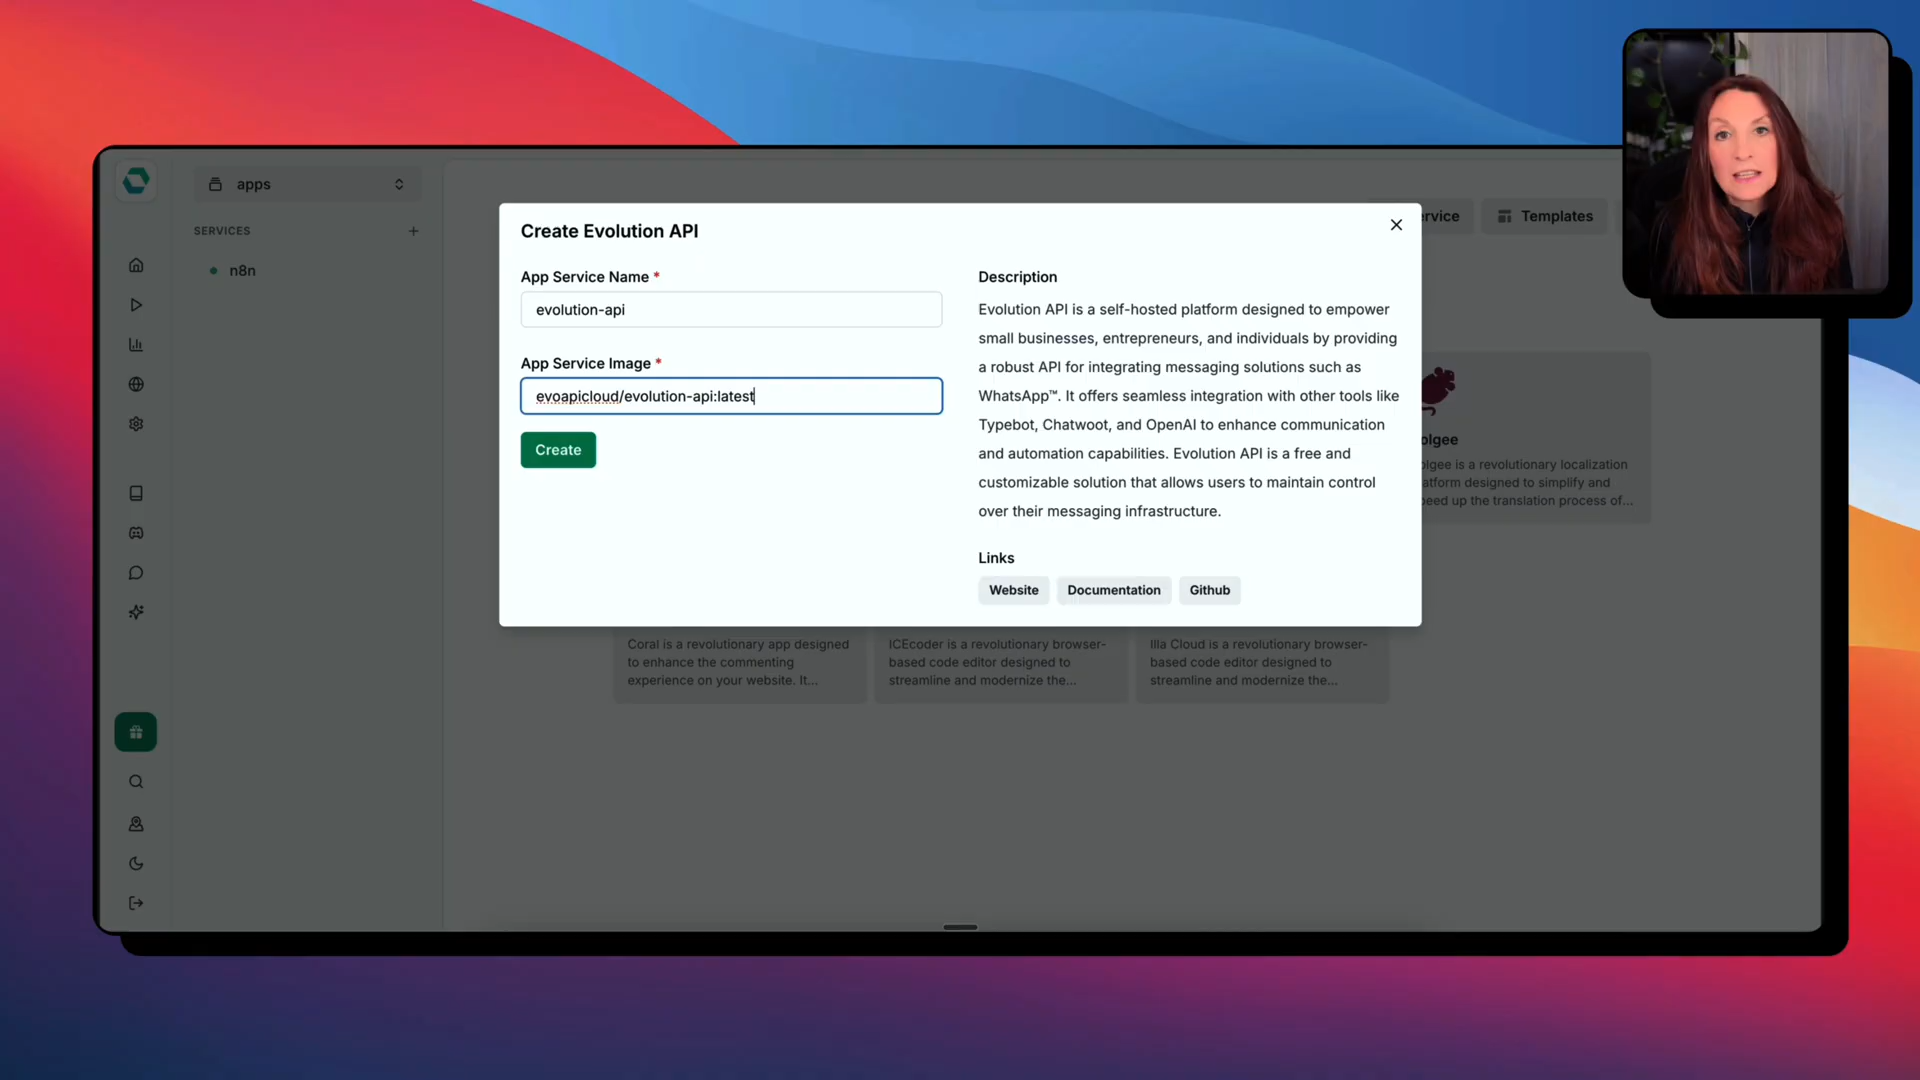 apps
SERVICES
n8n
Templates
Create Evolution API
App Service Name *
evolution-api
App Service Image *
evoapicloud/evolution-api:latest
Create
Description
Evolution API is a self-hosted platform designed to empower
small businesses, entrepreneurs, and individuals by providing
a robust API for integrating messaging solutions such as
WhatsApp™. It offers seamless integration with other tools like
Typebot, Chatwoot, and OpenAI to enhance communication
and automation capabilities. Evolution API is a free and
customizable solution that allows users to maintain control
over their messaging infrastructure.
Links
Website
Documentation
Github
is a revolutionary localization
designed to simplify and
up the translation process of...
Coral is a revolutionary app designed
to enhance the commenting
experience on your website. It...
ICEcoder is a revolutionary browser-
based code editor designed to
streamline and modernize the...
Illa Cloud is a revolutionary browser-
based code editor designed to
streamline and modernize the...